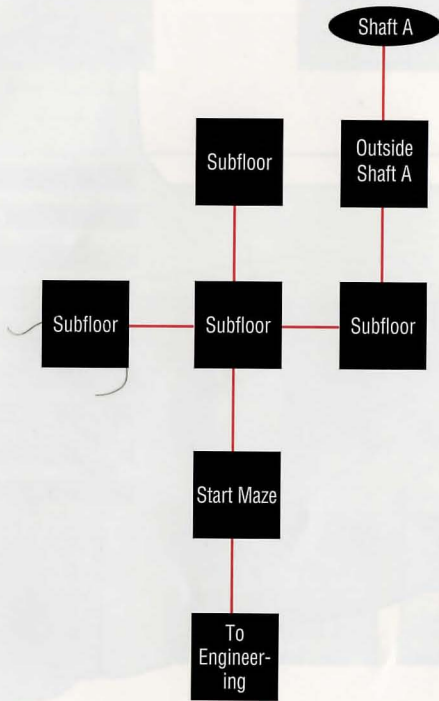 Shaft A
Subfloor
Outside
Shaft A
Subfloor
Subfloor
Subfloor
Start Maze
To
Engineer-
ing